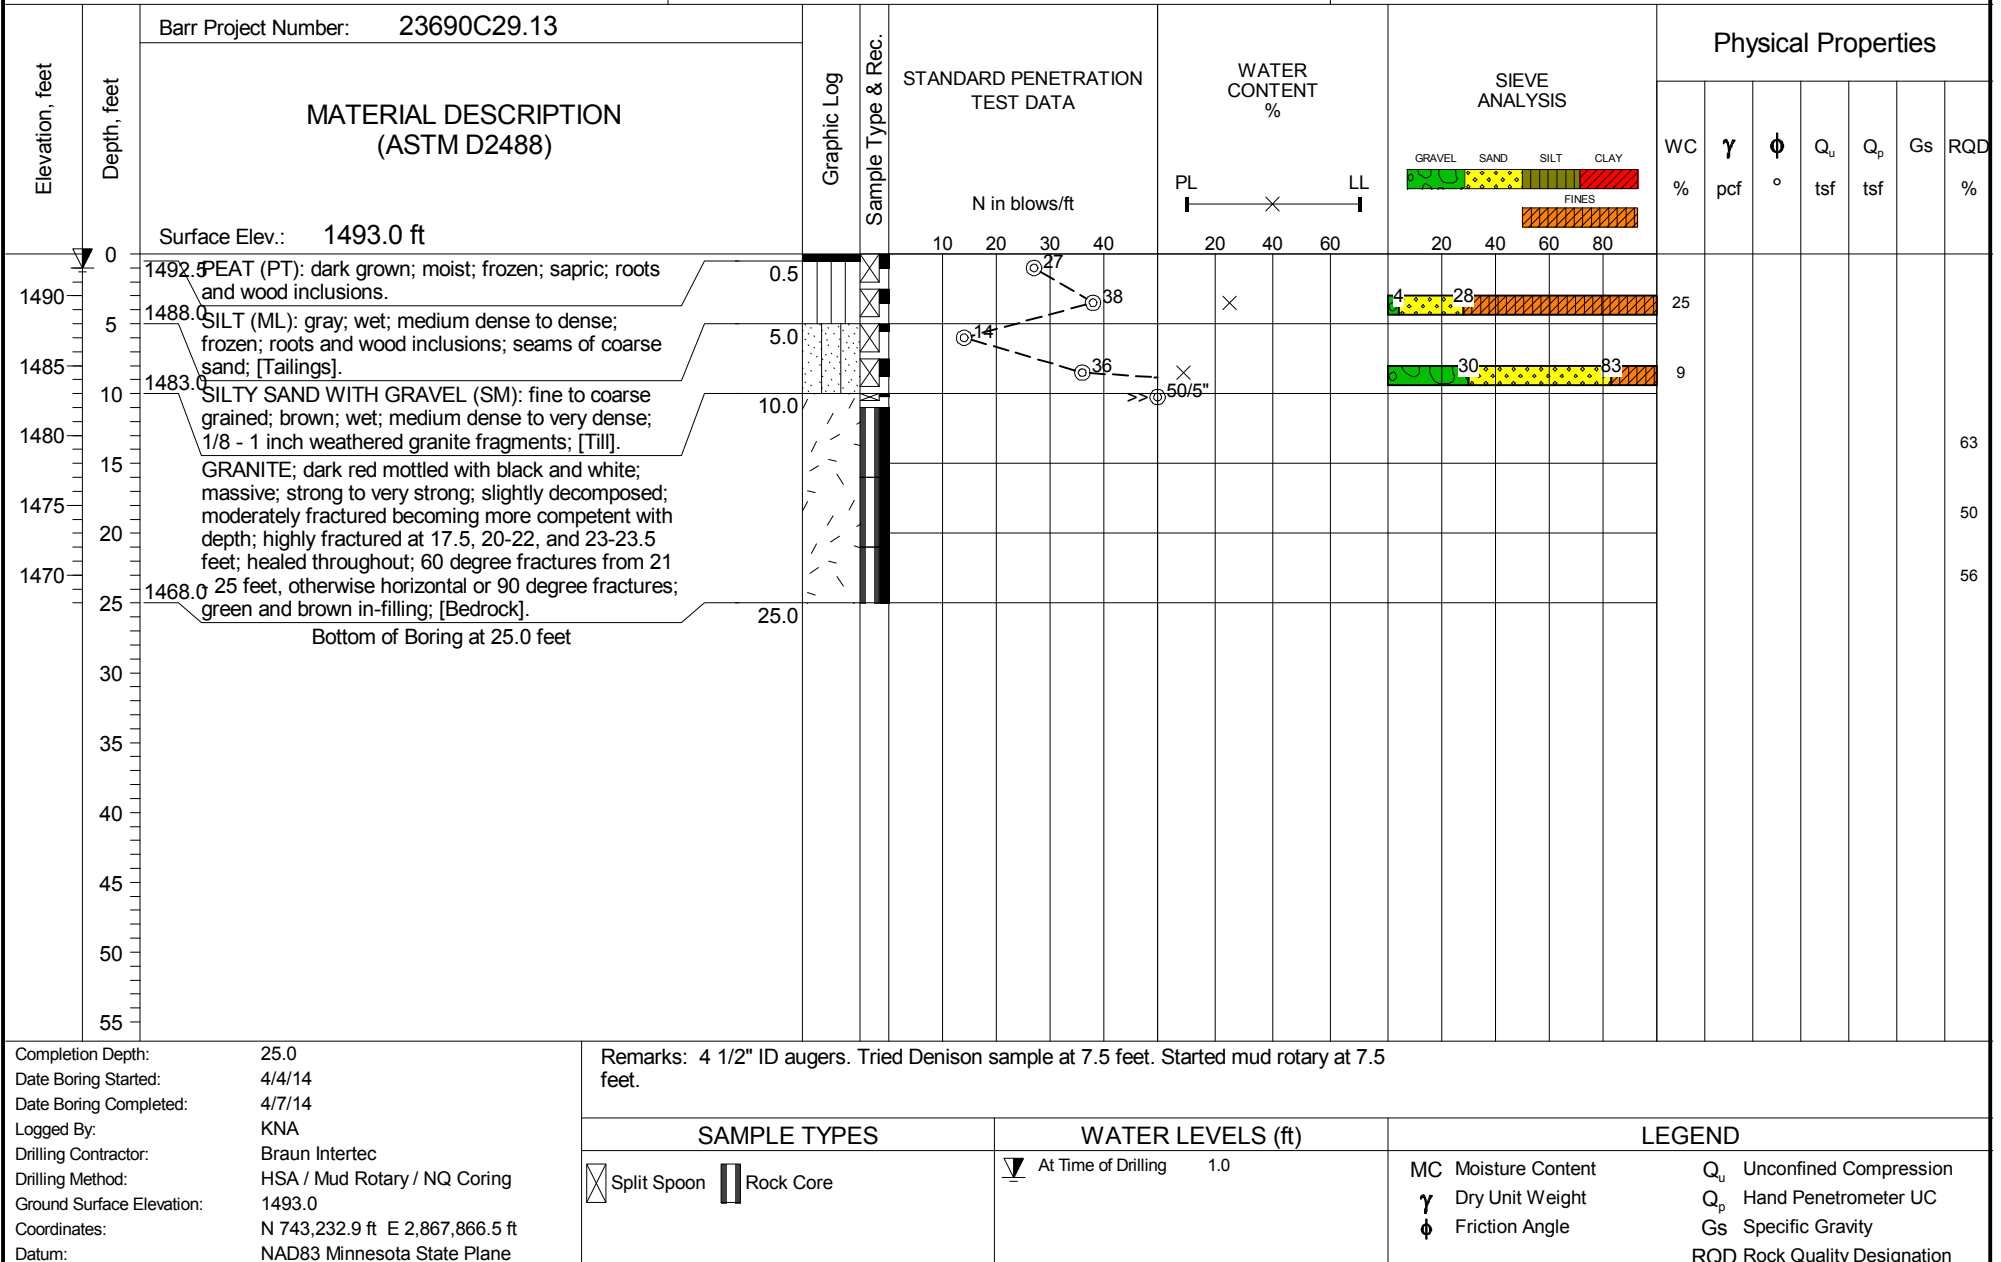 Barr Project Number: 23690C29.13
Elevation, feet
Depth, feet
MATERIAL DESCRIPTION
(ASTM D2488)
Surface Elev.: 1493.0 ft
Graphic Log
Sample Type & Rec.
STANDARD PENETRATION
TEST DATA
N in blows/ft
10 20 30 40
WATER
CONTENT
%
PL LL
20 40 60
SIEVE
ANALYSIS
GRAVEL SAND SILT CLAY
FINES
20 40 60 80
Physical Properties
WC γ ϕ Qu Qp Gs RQD
% pcf ° tsf tsf %
0
1492.5 PEAT (PT): dark grown; moist; frozen; sapric; roots 0.5
and wood inclusions.
27
1490
38
4 28
25
1488.0
SILT (ML): gray; wet; medium dense to dense;
5 5.0
frozen; roots and wood inclusions; seams of coarse
sand; [Tailings].
14
1485
36
30 83
9
1483.0
SILTY SAND WITH GRAVEL (SM): fine to coarse
10 10.0
>> 50/5"
grained; brown; wet; medium dense to very dense;
1/8 - 1 inch weathered granite fragments; [Till].
1480
63
15
GRANITE; dark red mottled with black and white;
massive; strong to very strong; slightly decomposed;
1475
moderately fractured becoming more competent with
50
20
depth; highly fractured at 17.5, 20-22, and 23-23.5
feet; healed throughout; 60 degree fractures from 21
1470
56
1468.0 - 25 feet, otherwise horizontal or 90 degree fractures;
25 25.0
green and brown in-filling; [Bedrock].
Bottom of Boring at 25.0 feet
30
35
40
45
50
55
Completion Depth: 25.0
Date Boring Started: 4/4/14
Date Boring Completed: 4/7/14
Logged By: KNA
Drilling Contractor: Braun Intertec
Drilling Method: HSA / Mud Rotary / NQ Coring
Ground Surface Elevation: 1493.0
Coordinates: N 743,232.9 ft E 2,867,866.5 ft
Datum: NAD83 Minnesota State Plane
Remarks: 4 1/2" ID augers. Tried Denison sample at 7.5 feet. Started mud rotary at 7.5
feet.
SAMPLE TYPES
Split Spoon Rock Core
WATER LEVELS (ft)
At Time of Drilling 1.0
LEGEND
MC Moisture Content
γ Dry Unit Weight
ϕ Friction Angle
Qu Unconfined Compression
Qp Hand Penetrometer UC
Gs Specific Gravity
RQD Rock Quality Designation